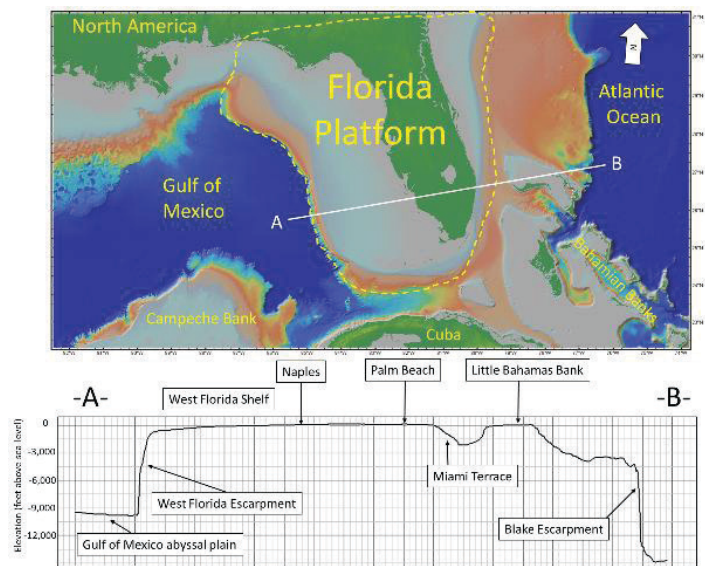 North America
N
Florida
Platform
Atlantic
Ocean
Gulf of
Mexico
A
B
Bahamian Banks
Campeche Bank
Cuba
-A-
Naples
Palm Beach
Little Bahamas Bank
-B-
West Florida Shelf
Elevation (feet above sea level)
0
-3,000
-6,000
-9,000
-12,000
Miami Terrace
West Florida Escarpment
Blake Escarpment
Gulf of Mexico abyssal plain